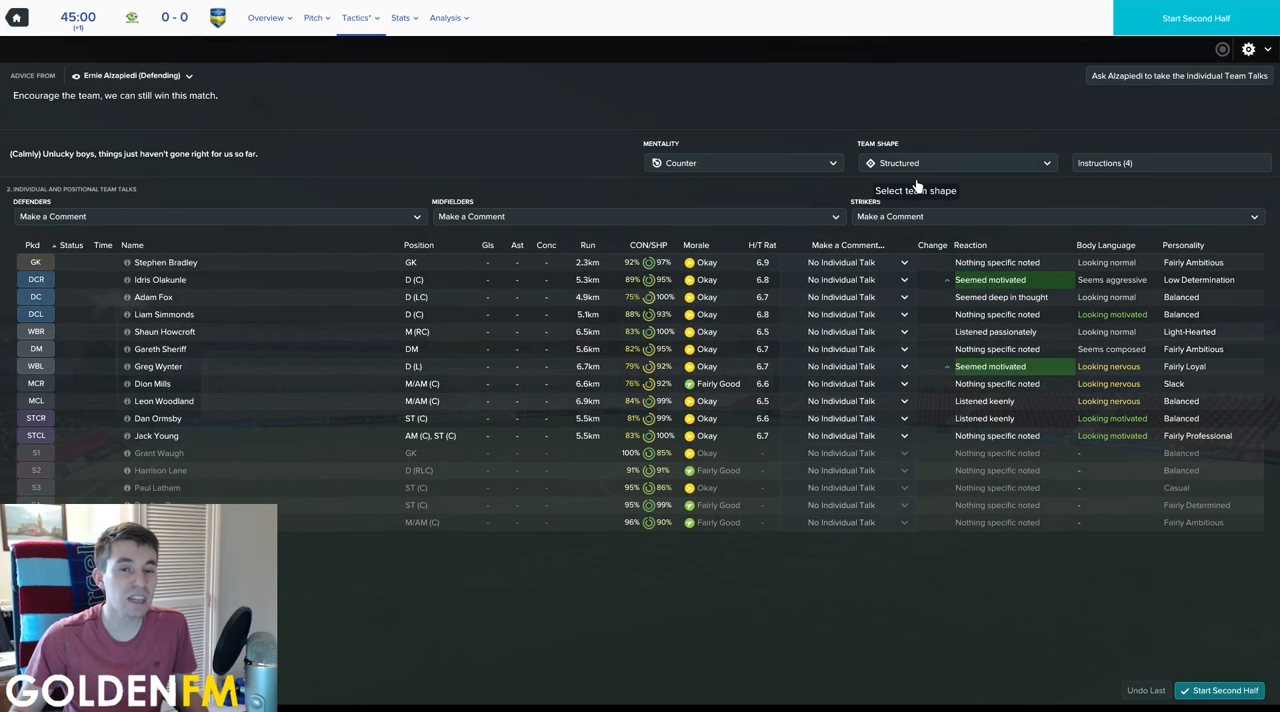 45:00
(+1)
0 - 0
Overview
Pitch
Tactics*
Stats
Analysis
Start Second Half
ADVICE FROM
Ernie Alzapiedi (Defending)
Ask Alzapiedi to take the Individual Team Talks
Encourage the team, we can still win this match.
MENTALITY
TEAM SHAPE
(Calmly) Unlucky boys, things just haven't gone right for us so far.
Counter
Structured
Instructions (4)
Select team shape
2. INDIVIDUAL AND POSITIONAL TEAM TALKS
DEFENDERS
MIDFIELDERS
STRIKERS
Make a Comment
Make a Comment
Make a Comment
Pkd Status Time Name Position Gls Ast Conc Run CON/SHP Morale H/T Rat Make a Comment... Change Reaction Body Language Personality
GK Stephen Bradley GK - - - 2.3km 92% 97% Okay 6.9 No Individual Talk Nothing specific noted Looking normal Fairly Ambitious
DCR Idris Olakunle D (C) - - - 5.3km 89% 95% Okay 6.8 No Individual Talk Seemed motivated Seems aggressive Low Determination
DC Adam Fox D (LC) - - - 4.9km 75% 100% Okay 6.7 No Individual Talk Seemed deep in thought Looking normal Balanced
DCL Liam Simmonds D (C) - - - 5.1km 88% 93% Okay 6.8 No Individual Talk Nothing specific noted Looking motivated Balanced
WBR Shaun Howcroft M (RC) - - - 6.5km 83% 100% Okay 6.5 No Individual Talk Listened passionately Looking normal Light-Hearted
DM Gareth Sheriff DM - - - 5.6km 82% 95% Okay 6.7 No Individual Talk Nothing specific noted Seems composed Fairly Ambitious
WBL Greg Wynter D (L) - - - 6.7km 79% 92% Okay 6.7 No Individual Talk Seemed motivated Looking nervous Fairly Loyal
MCR Dion Mills M/AM (C) - - - 6.6km 76% 92% Fairly Good 6.6 No Individual Talk Nothing specific noted Looking nervous Slack
MCL Leon Woodland M/AM (C) - - - 6.9km 84% 99% Okay 6.5 No Individual Talk Listened keenly Looking nervous Balanced
STCR Dan Ormsby ST (C) - - - 5.5km 81% 99% Okay 6.6 No Individual Talk Listened keenly Looking motivated Balanced
STCL Jack Young AM (C), ST (C) - - - 5.5km 83% 100% Okay 6.7 No Individual Talk Nothing specific noted Looking motivated Fairly Professional
S1 Grant Waugh GK - - - 100% 85% Okay - No Individual Talk Nothing specific noted - Balanced
S2 Harrison Lane D (RLC) - - - 91% 91% Fairly Good - No Individual Talk Nothing specific noted - Balanced
S3 Paul Latham ST (C) - - - 95% 86% Okay - No Individual Talk Nothing specific noted - Casual
ST (C) - - - 95% 99% Fairly Good - No Individual Talk Nothing specific noted - Fairly Determined
M/AM (C) - - - 96% 90% Fairly Good - No Individual Talk Nothing specific noted - Fairly Ambitious
GOLDENFM
Undo Last
Start Second Half